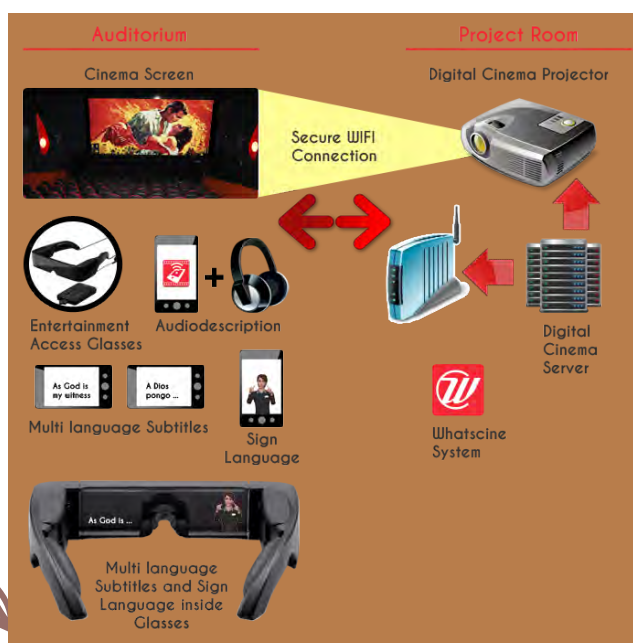 Auditorium
Project Room
Cinema Screen
Digital Cinema Projector
Secure WIFI
Connection
Entertainment
Access Glasses
+
Audiodescription
Digital
Cinema
Server
As God is
my witness
A Dios
pongo ...
Multi language Subtitles
Sign
Language
W
Whatscine
System
As God is ...
Multi language
Subtitles and Sign
Language inside
Glasses